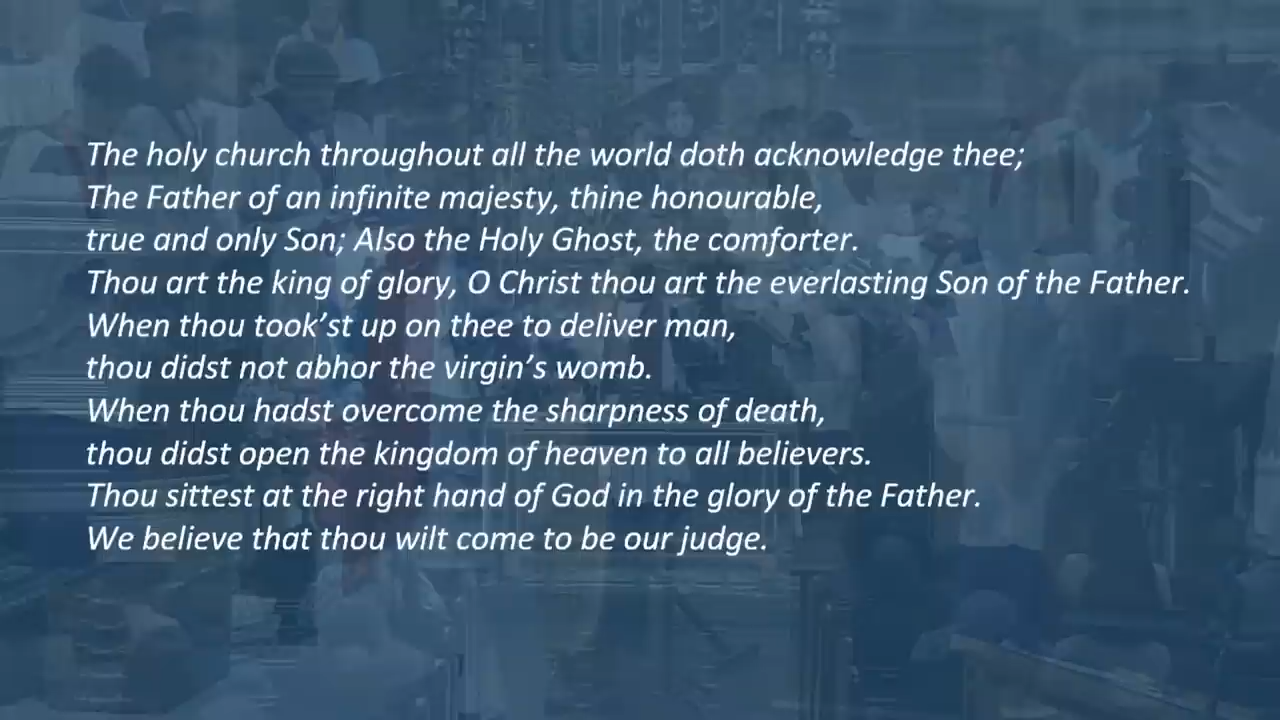 The holy church throughout all the world doth acknowledge thee;
The Father of an infinite majesty, thine honourable,
true and only Son; Also the Holy Ghost, the comforter.
Thou art the king of glory, O Christ thou art the everlasting Son of the Father.
When thou took’st up on thee to deliver man,
thou didst not abhor the virgin’s womb.
When thou hadst overcome the sharpness of death,
thou didst open the kingdom of heaven to all believers.
Thou sittest at the right hand of God in the glory of the Father.
We believe that thou wilt come to be our judge.